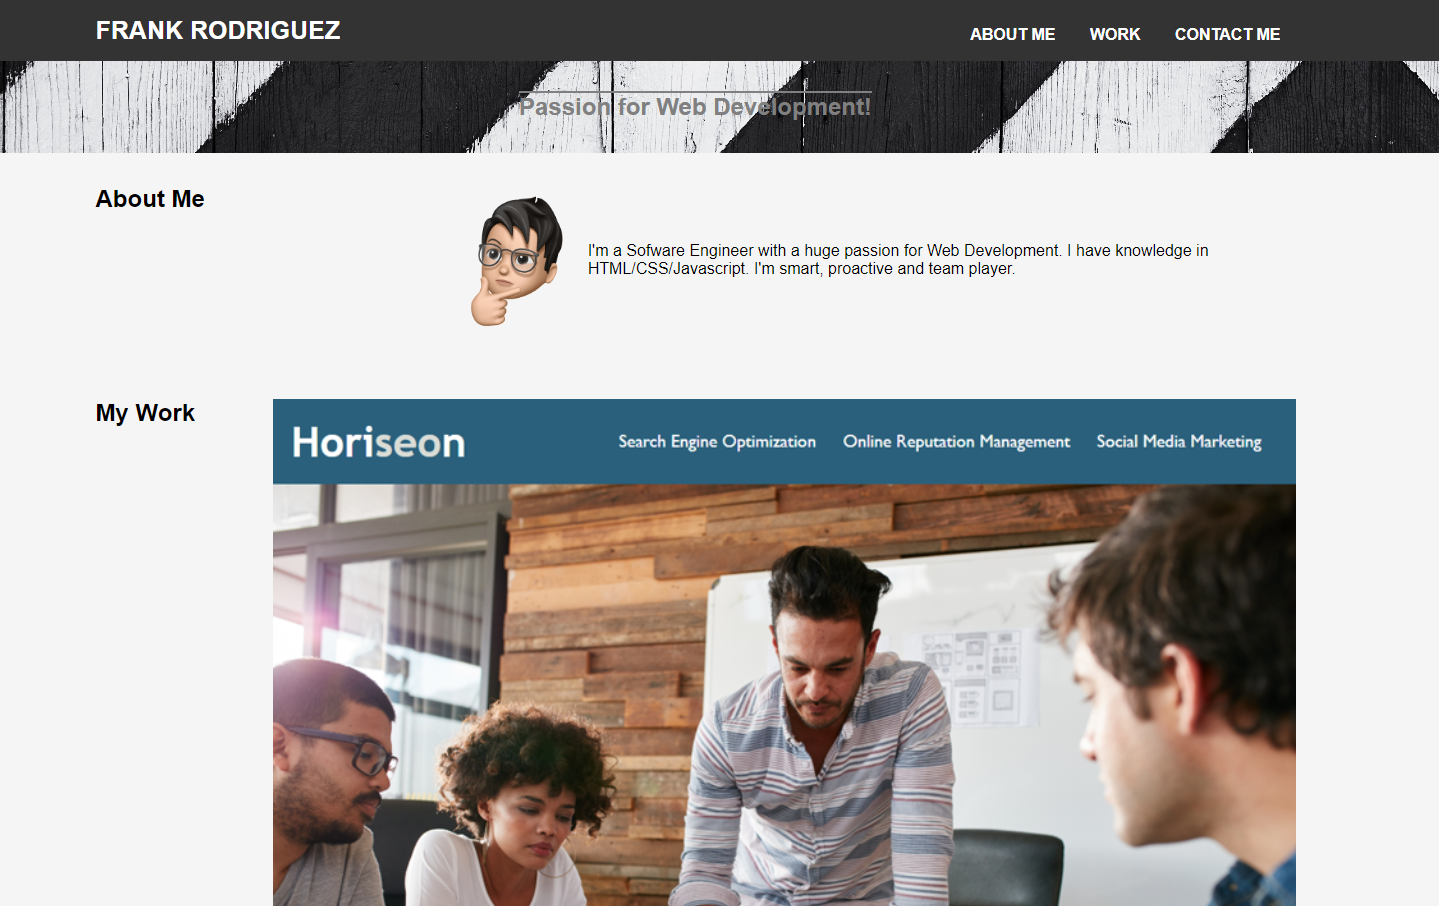 FRANK RODRIGUEZ
ABOUT ME WORK CONTACT ME
Passion for Web Development!
About Me
I'm a Sofware Engineer with a huge passion for Web Development. I have knowledge in
HTML/CSS/Javascript. I'm smart, proactive and team player.
My Work
Horiseon
Search Engine Optimization Online Reputation Management Social Media Marketing